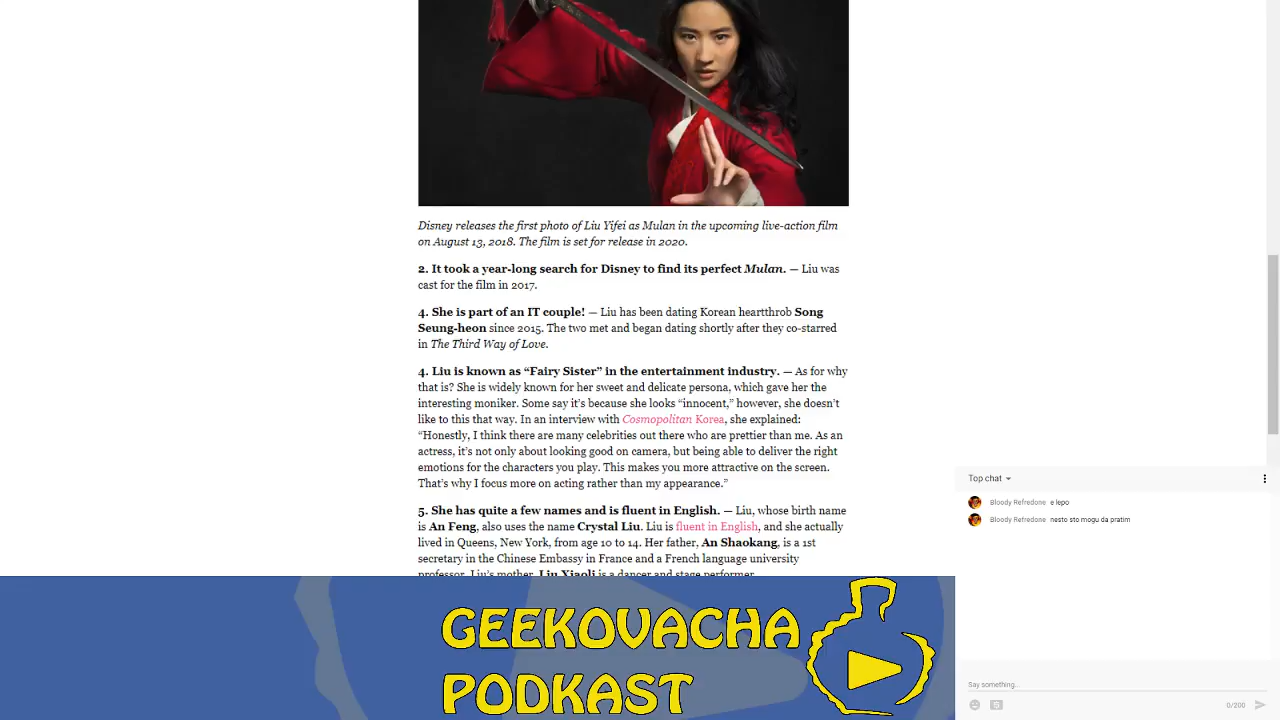 Disney releases the first photo of Liu Yifei as Mulan in the upcoming live-action film
on August 13, 2018. The film is set for release in 2020.
2. It took a year-long search for Disney to find its perfect Mulan. — Liu was
cast for the film in 2017.
4. She is part of an IT couple! — Liu has been dating Korean heartthrob Song
Seung-heon since 2015. The two met and began dating shortly after they co-starred
in The Third Way of Love.
4. Liu is known as “Fairy Sister” in the entertainment industry. — As for why
that is? She is widely known for her sweet and delicate persona, which gave her the
interesting moniker. Some say it’s because she looks “innocent,” however, she doesn’t
like to this that way. In an interview with Cosmopolitan Korea, she explained:
“Honestly, I think there are many celebrities out there who are prettier than me. As an
actress, it’s not only about looking good on camera, but being able to deliver the right
emotions for the characters you play. This makes you more attractive on the screen.
That’s why I focus more on acting rather than my appearance.”
5. She has quite a few names and is fluent in English. — Liu, whose birth name
is An Feng, also uses the name Crystal Liu. Liu is fluent in English, and she actually
lived in Queens, New York, from age 10 to 14. Her father, An Shaokang, is a 1st
secretary in the Chinese Embassy in France and a French language university
professor. Liu’s mother, Liu Xiaoli is a dancer and stage performer.
GEEKOVACHA
PODKAST
Top chat
Bloody Refredone e lepo
Bloody Refredone nesto sto mogu da pratim
Say something...
0/200